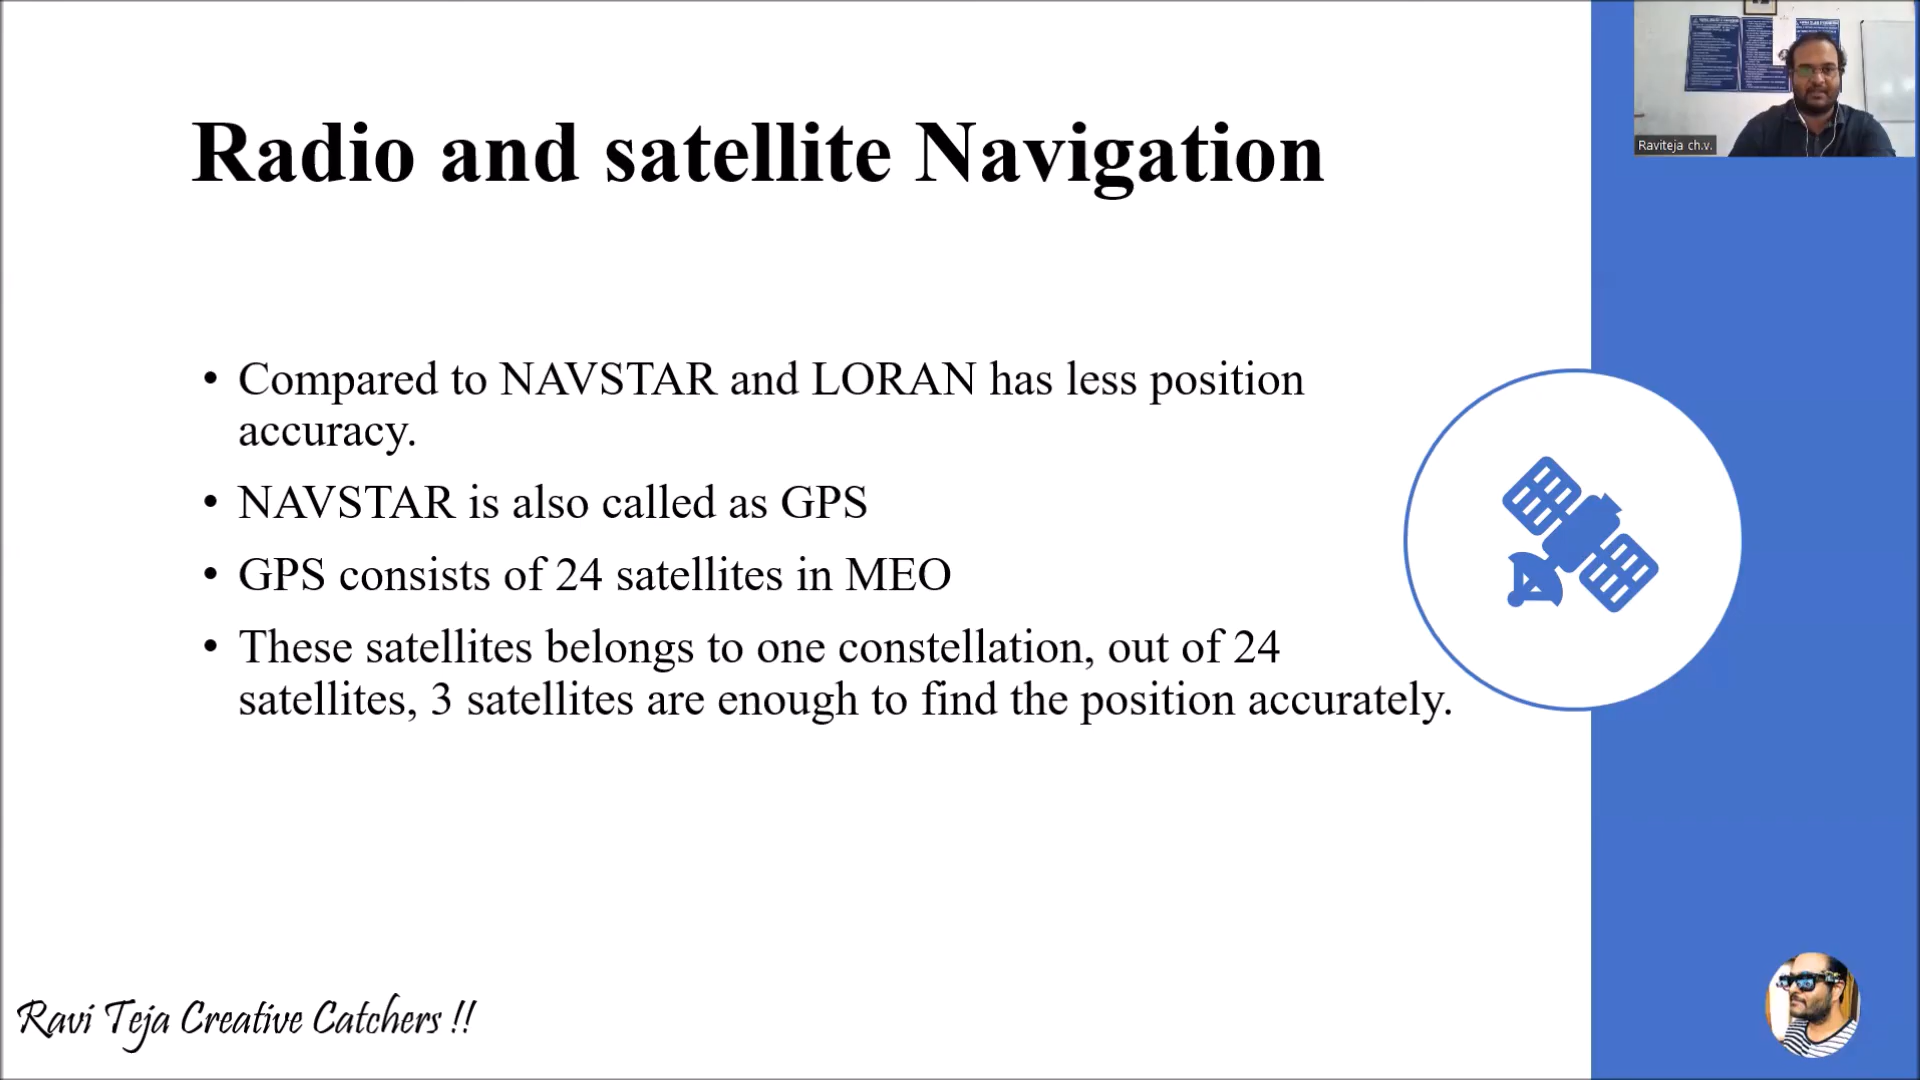 Radio and satellite Navigation
• Compared to NAVSTAR and LORAN has less position
accuracy.
• NAVSTAR is also called as GPS
• GPS consists of 24 satellites in MEO
• These satellites belongs to one constellation, out of 24
satellites, 3 satellites are enough to find the position accurately.
Raviteja ch.v.
Ravi Teja Creative Catchers !!